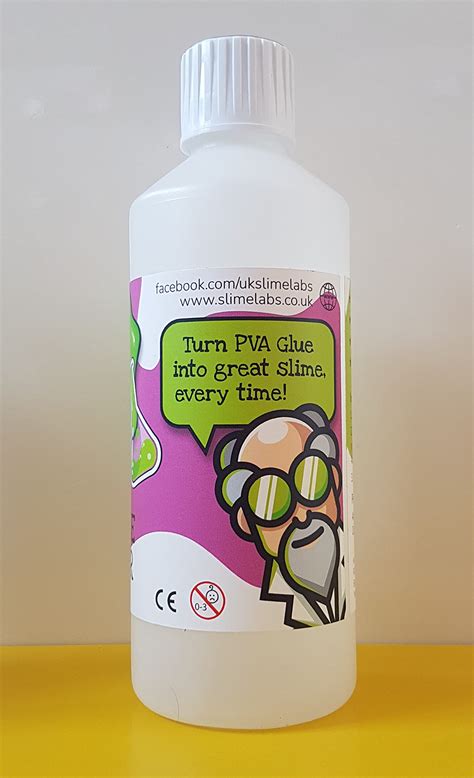 facebook.com/ukslimelabs
www.slimelabs.co.uk
Turn PVA Glue
into great slime,
every time!
CE
0-3